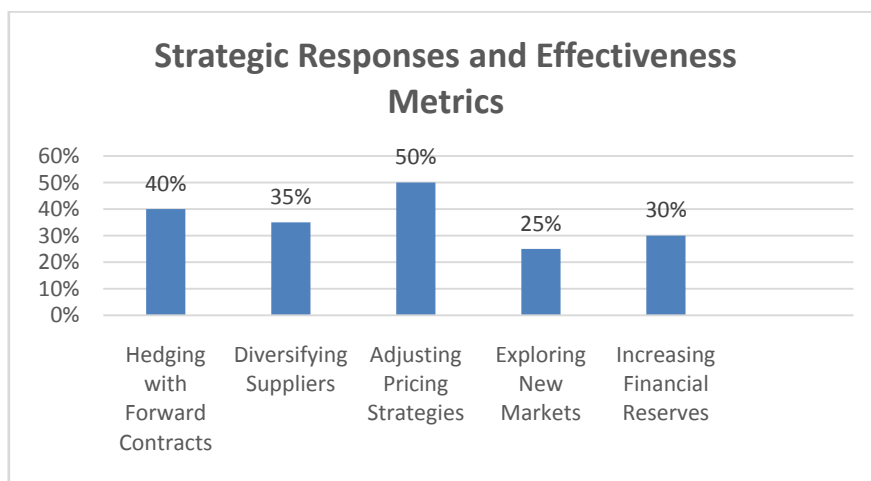 Strategic Responses and Effectiveness
Metrics
60%
50%
40%
30%
20%
10%
0%
40%
35%
50%
25%
30%
Hedging
with
Forward
Contracts
Diversifying
Suppliers
Adjusting
Pricing
Strategies
Exploring
New
Markets
Increasing
Financial
Reserves